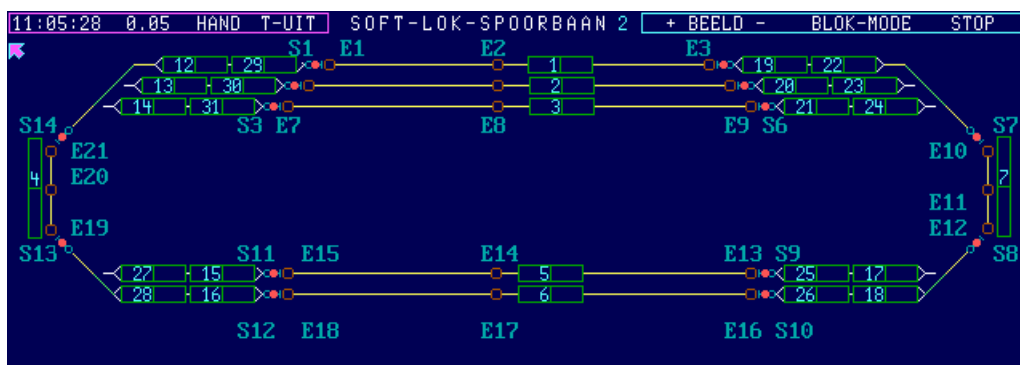 11:05:28 0.05 HAND T-UIT SOFT-LOK-SPOORBAAN 2 + BEELD - BLOK-MODE STOP
S1 E1 E2 E3
12 29 1 19 22
13 30 2 20 23
14 31 3 21 24
S14 S3 E7 E8 E9 S6 S7
E21 E10
4 E20 7
E11
E19 E12
S13 S11 E15 E14 E13 S9 S8
27 15 5 25 17
28 16 6 26 18
S12 E18 E17 E16 S10